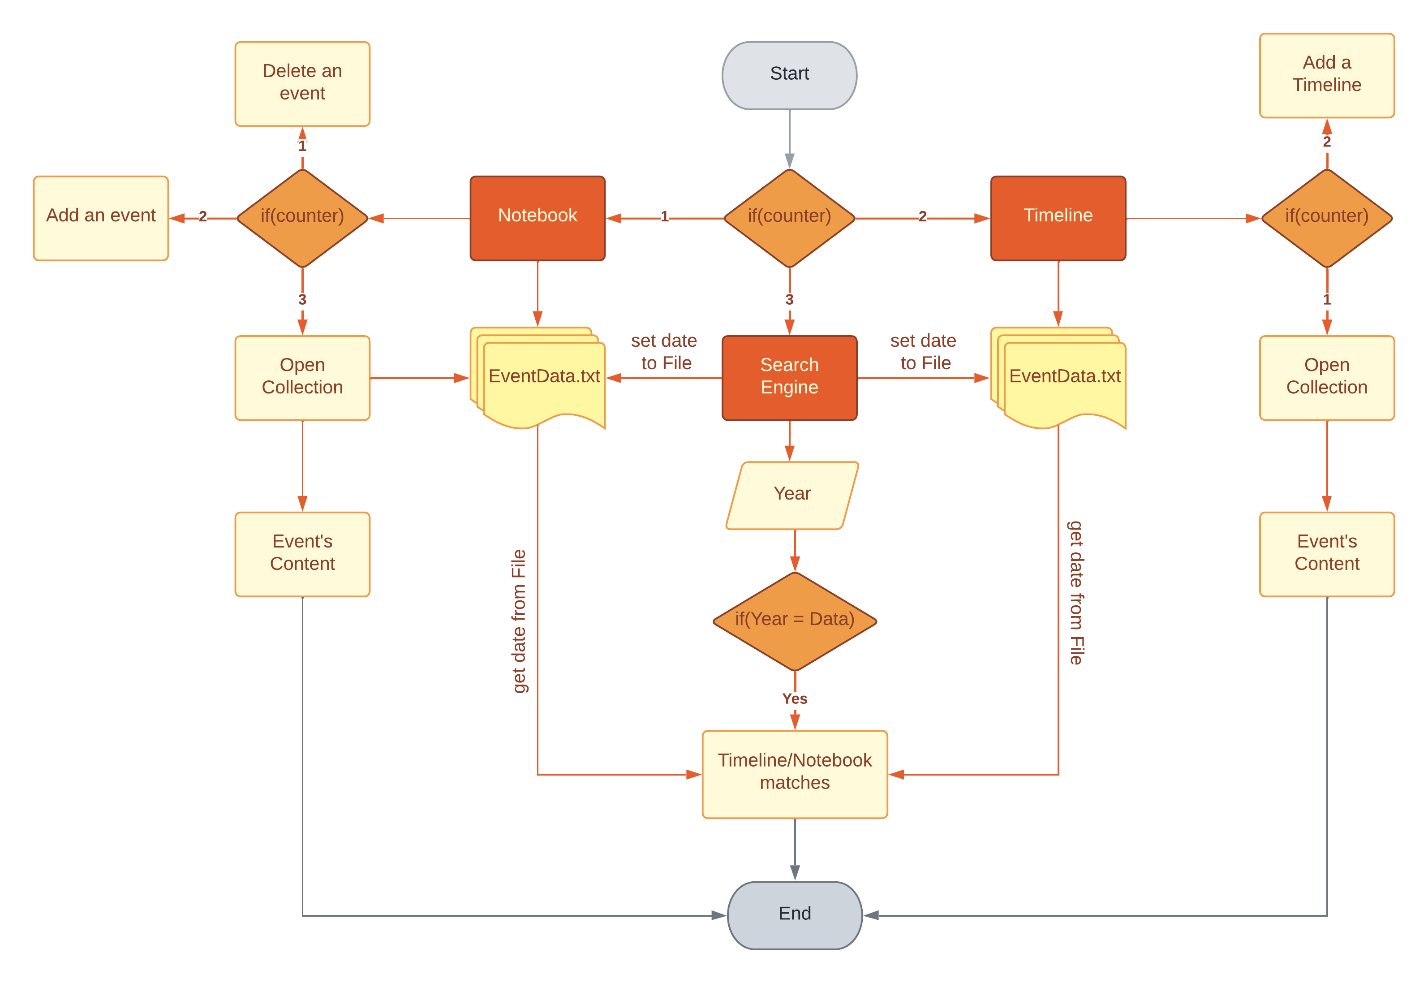 Delete an
event
Start
Add a
Timeline
1
2
Add an event
2
if(counter)
Notebook
1
if(counter)
2
Timeline
if(counter)
3
3
1
Open
Collection
EventData.txt
set date
to File
Search
Engine
set date
to File
EventData.txt
Open
Collection
Year
Event's
Content
get date from File
get date from File
Event's
Content
if(Year = Data)
Yes
Timeline/Notebook
matches
End